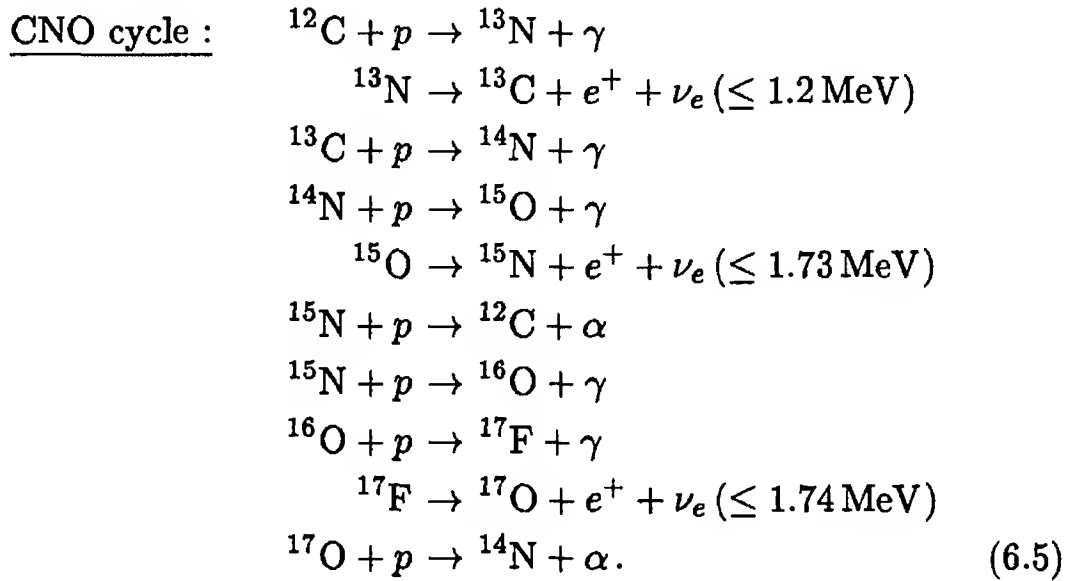 CNO cycle : ¹²C + p → ¹³N + γ
¹³N → ¹³C + e⁺ + νₑ (≤ 1.2 MeV)
¹³C + p → ¹⁴N + γ
¹⁴N + p → ¹⁵O + γ
¹⁵O → ¹⁵N + e⁺ + νₑ (≤ 1.73 MeV)
¹⁵N + p → ¹²C + α
¹⁵N + p → ¹⁶O + γ
¹⁶O + p → ¹⁷F + γ
¹⁷F → ¹⁷O + e⁺ + νₑ (≤ 1.74 MeV)
¹⁷O + p → ¹⁴N + α. (6.5)